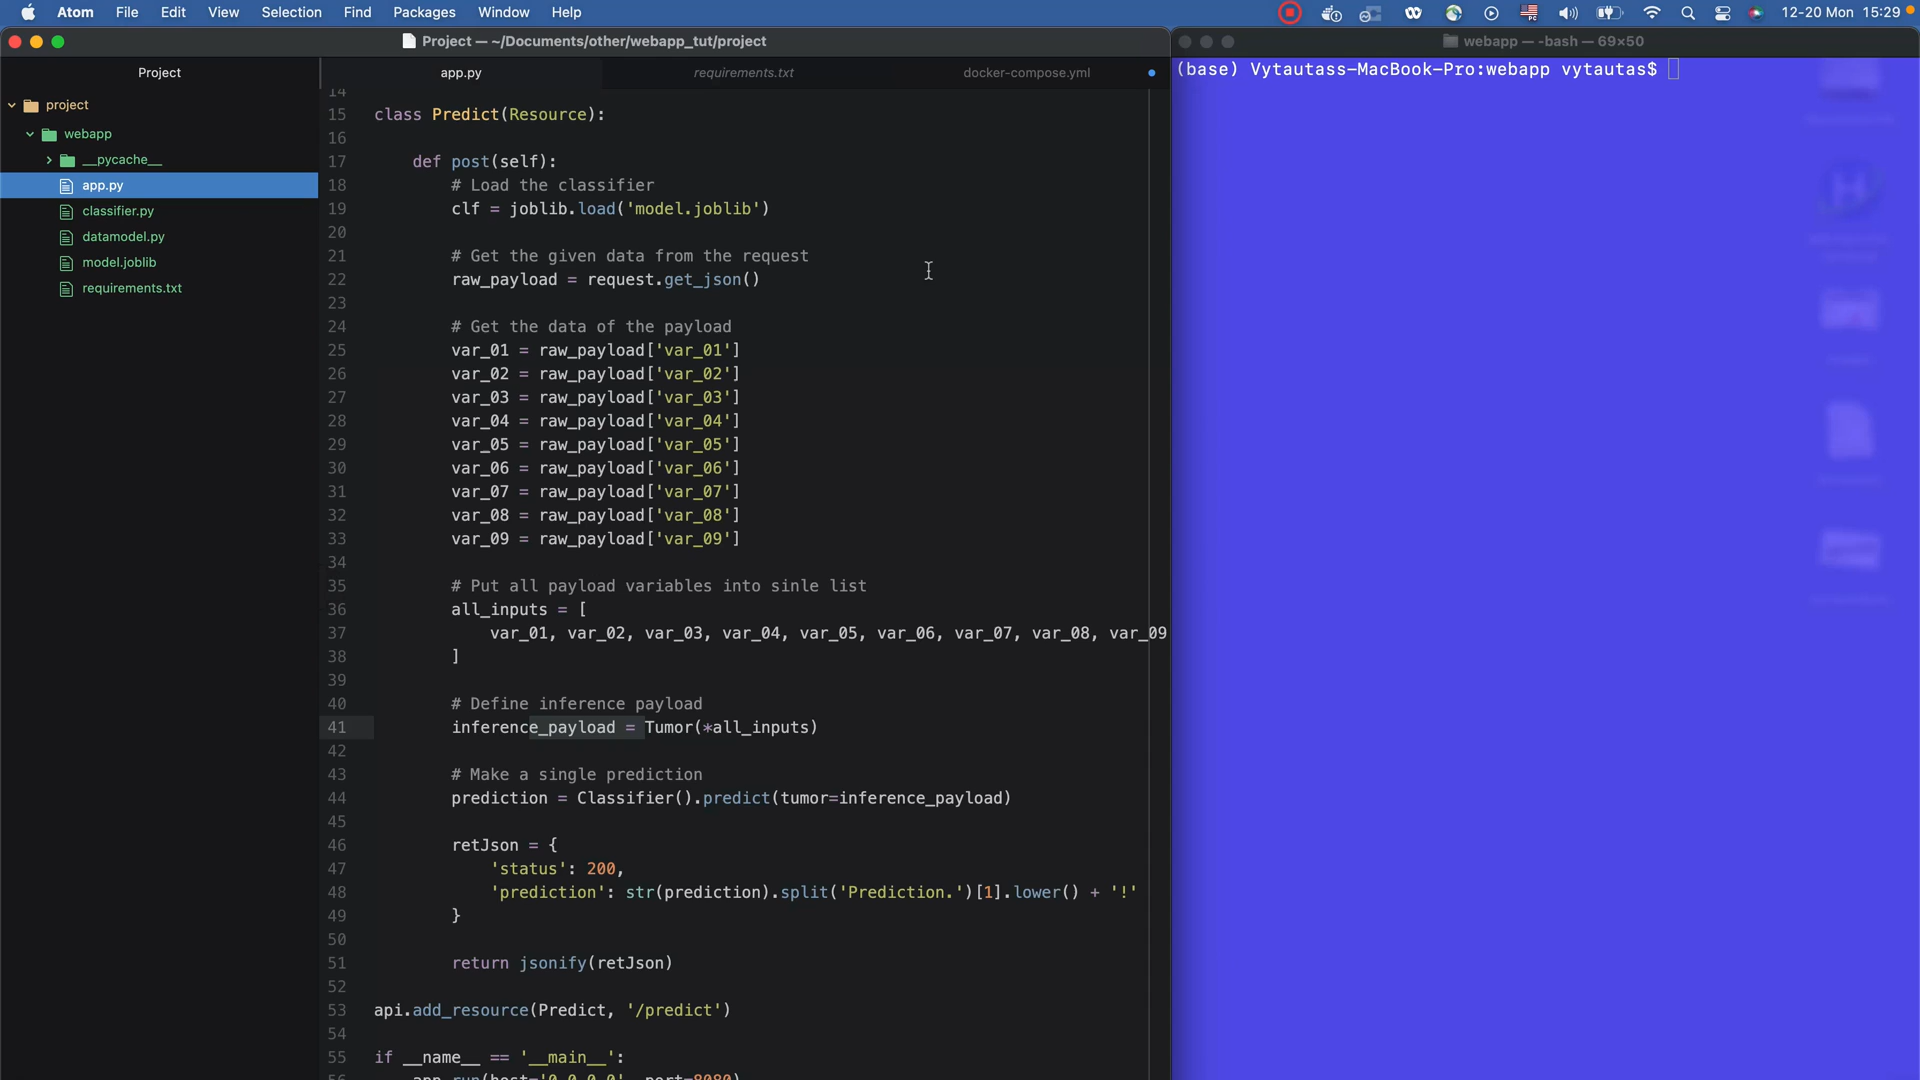 Atom File Edit View Selection Find Packages Window Help 12-20 Mon 15:29
Project — ~/Documents/other/webapp_tut/project
webapp — -bash — 69×50
Project
app.py
requirements.txt
docker-compose.yml
(base) Vytautass-MacBook-Pro:webapp vytautas$
project
webapp
__pycache__
app.py
classifier.py
datamodel.py
model.joblib
requirements.txt
14
15 class Predict(Resource):
16
17 def post(self):
18 # Load the classifier
19 clf = joblib.load('model.joblib')
20
21 # Get the given data from the request
22 raw_payload = request.get_json()
23
24 # Get the data of the payload
25 var_01 = raw_payload['var_01']
26 var_02 = raw_payload['var_02']
27 var_03 = raw_payload['var_03']
28 var_04 = raw_payload['var_04']
29 var_05 = raw_payload['var_05']
30 var_06 = raw_payload['var_06']
31 var_07 = raw_payload['var_07']
32 var_08 = raw_payload['var_08']
33 var_09 = raw_payload['var_09']
34
35 # Put all payload variables into sinle list
36 all_inputs = [
37 var_01, var_02, var_03, var_04, var_05, var_06, var_07, var_08, var_09
38 ]
39
40 # Define inference payload
41 inference_payload = Tumor(*all_inputs)
42
43 # Make a single prediction
44 prediction = Classifier().predict(tumor=inference_payload)
45
46 retJson = {
47 'status': 200,
48 'prediction': str(prediction).split('Prediction.')[1].lower() + '!'
49 }
50
51 return jsonify(retJson)
52
53 api.add_resource(Predict, '/predict')
54
55 if __name__ == '__main__':
56 app.run(host='0.0.0.0', port=8080)